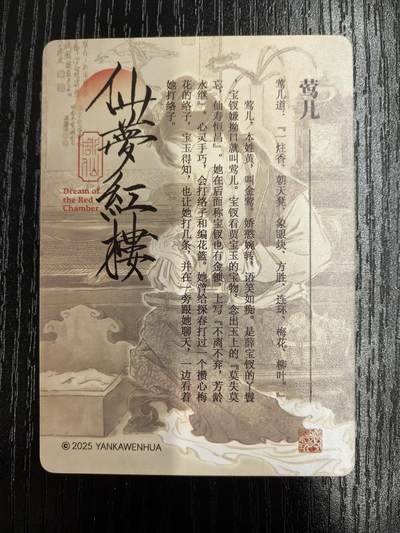 莺儿
莺儿道：『一炷香、朝天凳、象眼块、方胜、连环、梅花、柳叶。』
莺儿，本姓黄，叫金莺，娇憨婉转，语笑如痴。是薛宝钗的丫鬟
，宝钗嫌拗口就叫莺儿。宝钗看贾宝玉的宝物，念出玉上的『莫失莫
忘，仙寿恒昌』。她在后面称宝钗也有金锁，上写『不离不弃，芳龄
永继』。心灵手巧，会打络子和编花篮。她曾给探春打过一个攒心梅
花的络子，宝玉得知，也让她打几条，并在一旁跟她聊天，一边看着
她打络子。
仙夢紅樓
Dream of
the Red
Chamber
© 2025 YANKAWENHUA